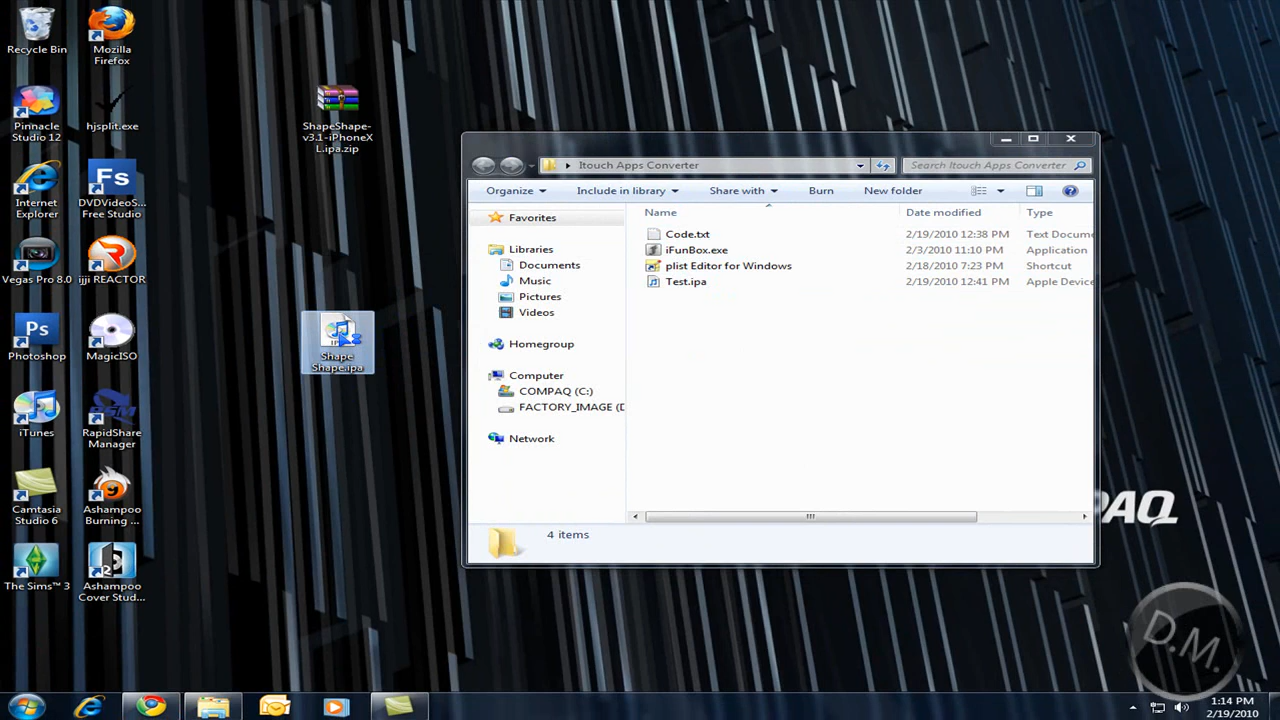 Recycle Bin
Mozilla
Firefox
Pinnacle
Studio 12
hjsplit.exe
Internet
Explorer
DVDVideoS...
Free Studio
Vegas Pro 8.0
ijji REACTOR
Photoshop
MagicISO
iTunes
RapidShare
Manager
Camtasia
Studio 6
Ashampoo
Burning ...
The Sims™ 3
Ashampoo
Cover Stud...
ShapeShape-
v3.1-iPhoneX
L.ipa.zip
Shape
Shape.ipa
Itouch Apps Converter
Search Itouch Apps Converter
Organize
Include in library
Share with
Burn
New folder
Favorites
Libraries
Documents
Music
Pictures
Videos
Homegroup
Computer
COMPAQ (C:)
FACTORY_IMAGE (D
Network
Name
Date modified
Type
Code.txt
2/19/2010 12:38 PM
Text Docume
iFunBox.exe
2/3/2010 11:10 PM
Application
plist Editor for Windows
2/18/2010 7:23 PM
Shortcut
Test.ipa
2/19/2010 12:41 PM
Apple Device
4 items
PAQ
D.M.
1:14 PM
2/19/2010
Fs
Ps